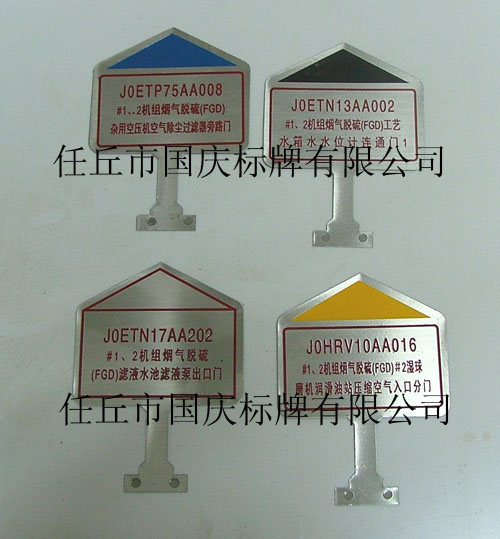 JOETP75AA008
#1、2机组烟气脱硫(FGD)
杂用空压机空气除尘过滤器旁路门
JOETN13AA002
#1、2机组烟气脱硫(FGD)工艺
水箱水水位计连通门1
任丘市国庆标牌有限公司
JOETN17AA202
#1、2机组烟气脱硫
(FGD)滤液水池滤液泵出口门
JOHRV10AA016
#1、2机组烟气脱硫(FGD)#2湿球
磨机润滑油站压缩空气入口分门
任丘市国庆标牌有限公司